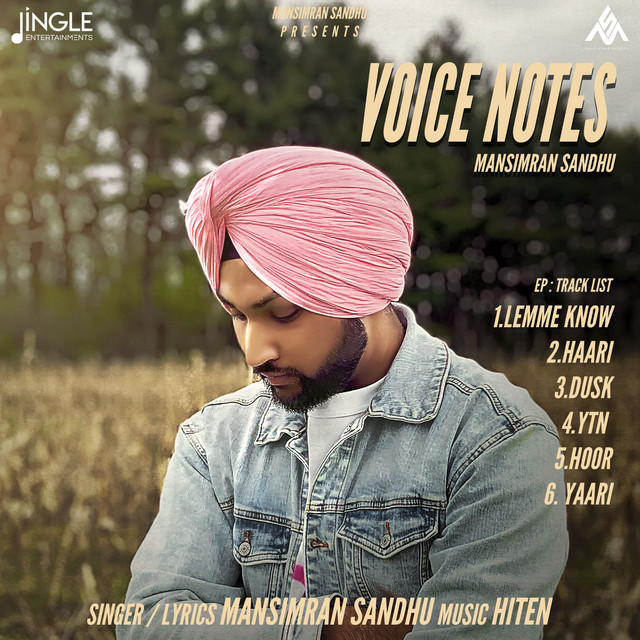 JINGLE
ENTERTAINMENTS
MANSIMRAN SANDHU
PRESENTS
VOICE NOTES
MANSIMRAN SANDHU
EP : TRACK LIST
1.LEMME KNOW
2.HAARI
3.DUSK
4.YTN
5.HOOR
6. YAARI
SINGER / LYRICS MANSIMRAN SANDHU MUSIC HITEN